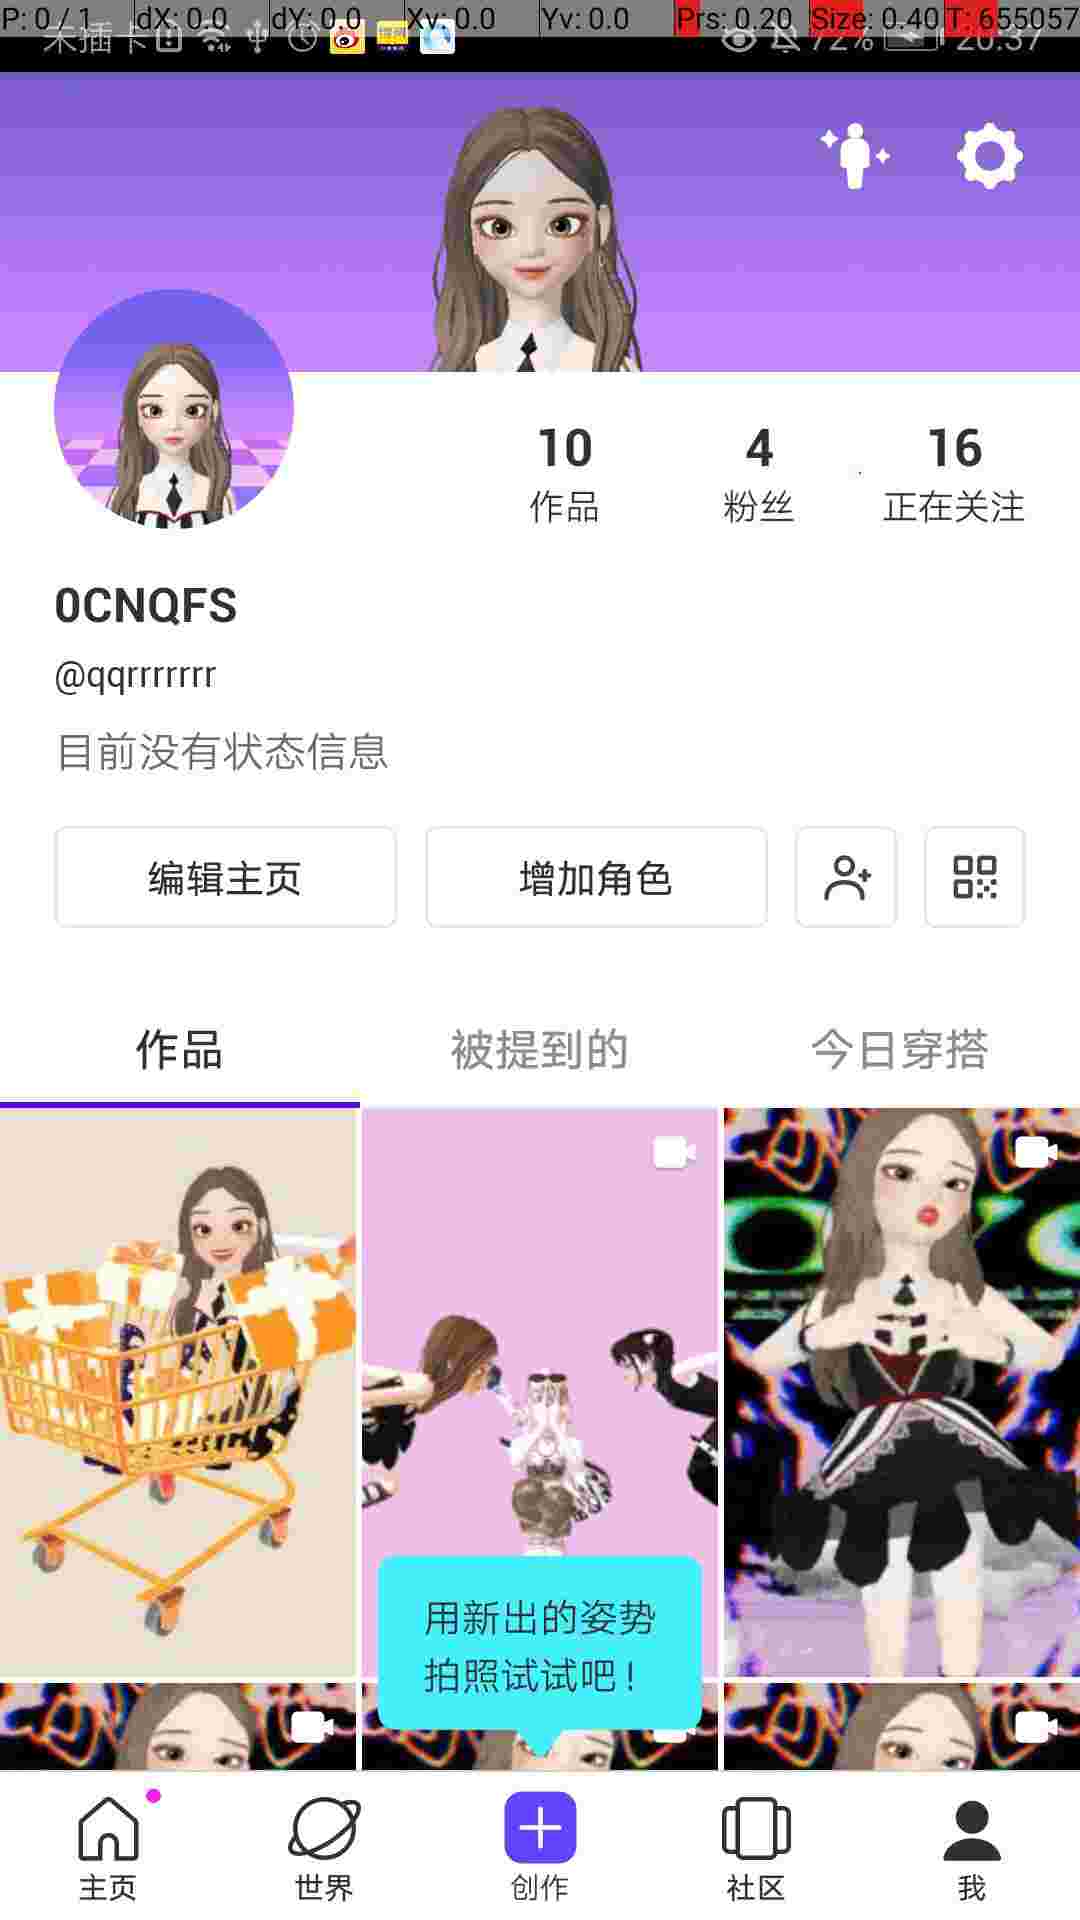 P: 0 / 1 dX: 0.0 dY: 0.0 Xv: 0.0 Yv: 0.0 Prs: 0.20 Size: 0.40 T: 655057
未插卡 72% 20:37
10 4 16
作品 粉丝 正在关注
0CNQFS
@qqrrrrrrr
目前没有状态信息
编辑主页 增加角色
作品 被提到的 今日穿搭
用新出的姿势
拍照试试吧!
主页 世界 创作 社区 我